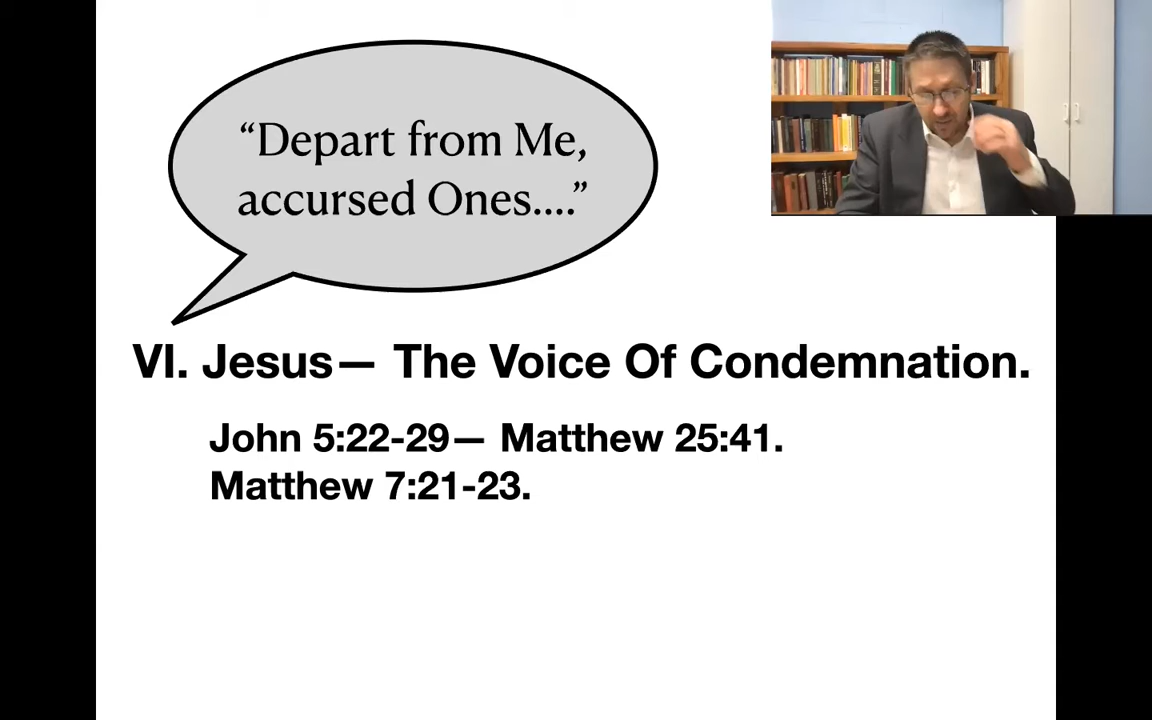 “Depart from Me,
accursed Ones....”
VI. Jesus— The Voice Of Condemnation.
John 5:22-29— Matthew 25:41.
Matthew 7:21-23.